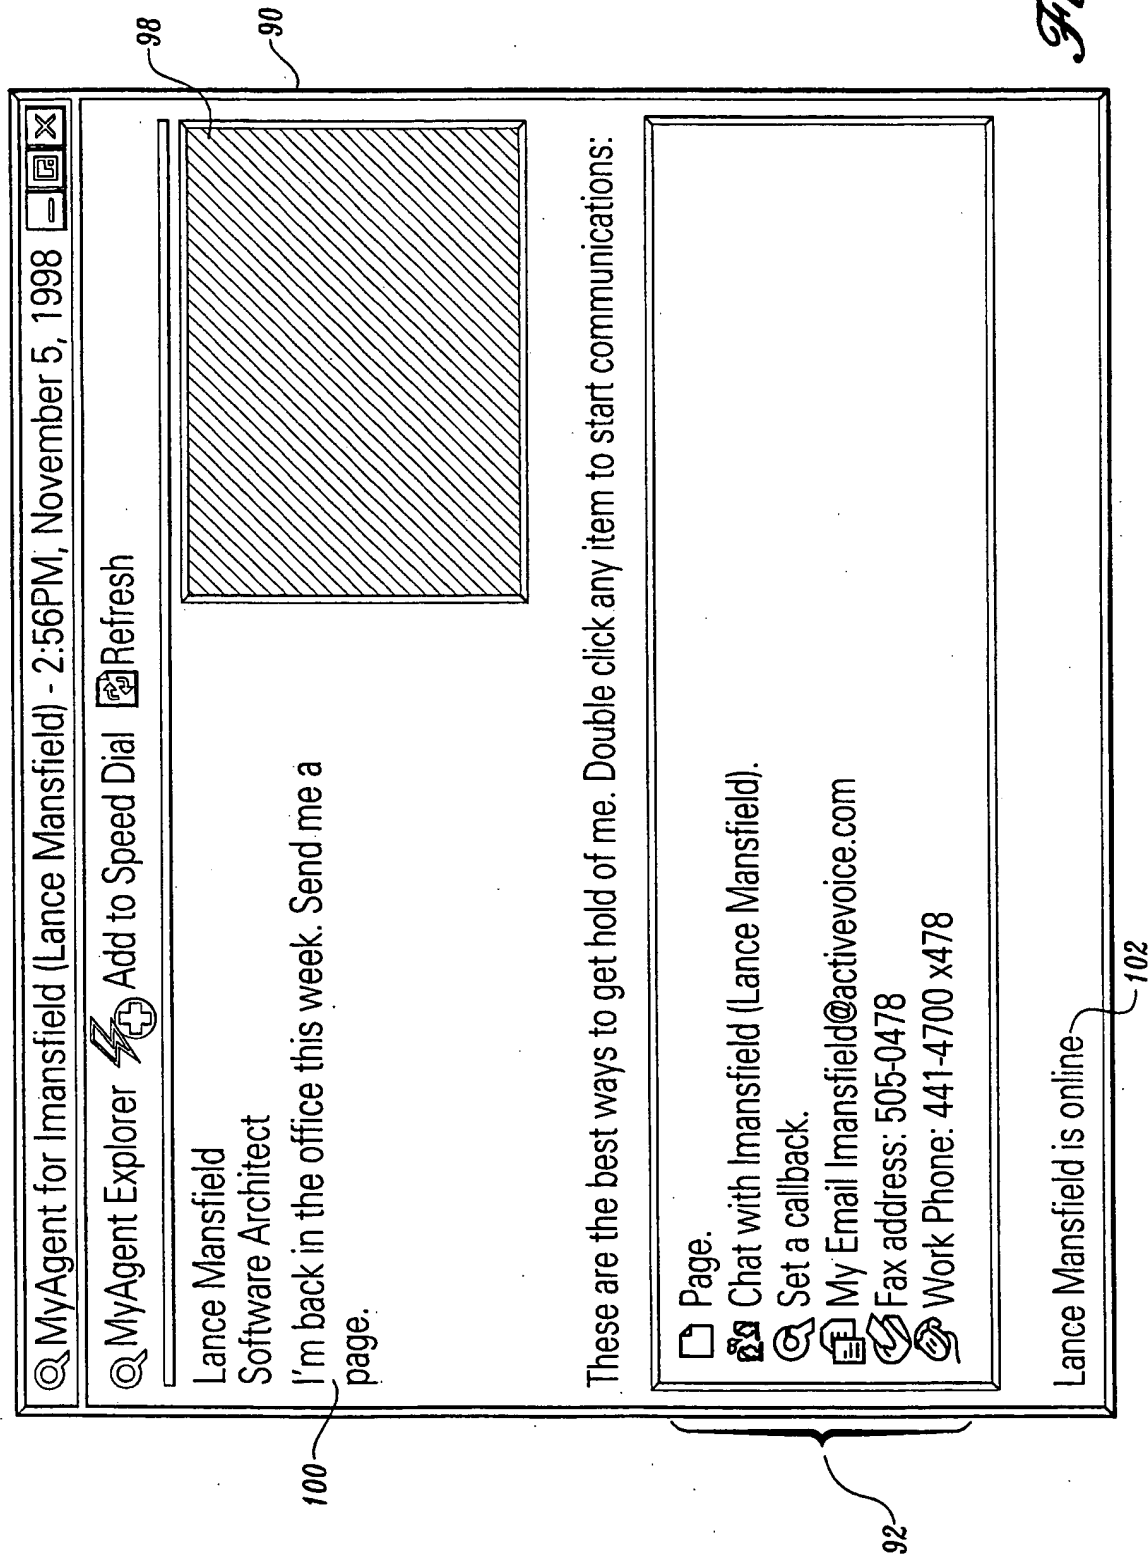 MyAgent for Imansfield (Lance Mansfield) - 2:56PM, November 5, 1998
MyAgent Explorer Add to Speed Dial Refresh
98
90
Lance Mansfield
Software Architect
I'm back in the office this week. Send me a
page.
100
These are the best ways to get hold of me. Double click any item to start communications:
Page.
Chat with Imansfield (Lance Mansfield).
Set a callback.
My Email Imansfield@activevoice.com
Fax address: 505-0478
Work Phone: 441-4700 x478
92
Lance Mansfield is online
102